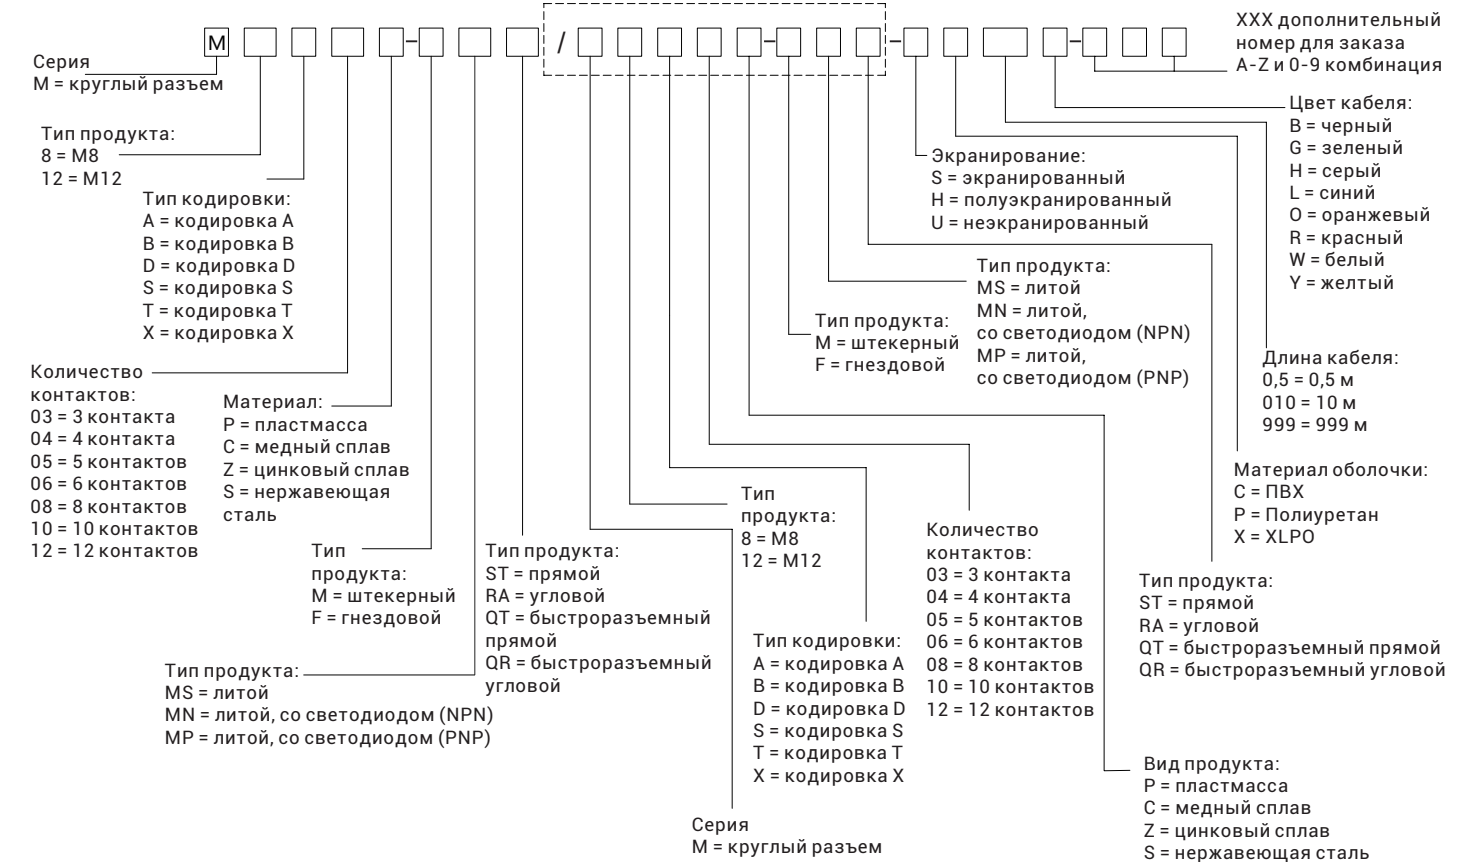 M - / - - -
XXX дополнительный
номер для заказа
A-Z и 0-9 комбинация
Серия
M = круглый разъем
Тип продукта:
8 = M8
12 = M12
Тип кодировки:
A = кодировка A
B = кодировка B
D = кодировка D
S = кодировка S
T = кодировка T
X = кодировка X
Количество
контактов:
03 = 3 контакта
04 = 4 контакта
05 = 5 контактов
06 = 6 контактов
08 = 8 контактов
10 = 10 контактов
12 = 12 контактов
Материал:
P = пластмасса
C = медный сплав
Z = цинковый сплав
S = нержавеющая
сталь
Тип
продукта:
M = штекерный
F = гнездовой
Тип продукта:
MS = литой
MN = литой, со светодиодом (NPN)
MP = литой, со светодиодом (PNP)
Тип продукта:
ST = прямой
RA = угловой
QT = быстроразъемный
прямой
QR = быстроразъемный
угловой
Серия
M = круглый разъем
Тип
продукта:
8 = M8
12 = M12
Тип кодировки:
A = кодировка A
B = кодировка B
D = кодировка D
S = кодировка S
T = кодировка T
X = кодировка X
Количество
контактов:
03 = 3 контакта
04 = 4 контакта
05 = 5 контактов
06 = 6 контактов
08 = 8 контактов
10 = 10 контактов
12 = 12 контактов
Вид продукта:
P = пластмасса
C = медный сплав
Z = цинковый сплав
S = нержавеющая сталь
Тип продукта:
M = штекерный
F = гнездовой
Тип продукта:
MS = литой
MN = литой,
со светодиодом (NPN)
MP = литой,
со светодиодом (PNP)
Тип продукта:
ST = прямой
RA = угловой
QT = быстроразъемный прямой
QR = быстроразъемный угловой
Экранирование:
S = экранированный
H = полуэкранированный
U = неэкранированный
Материал оболочки:
C = ПВХ
P = Полиуретан
X = XLPO
Длина кабеля:
0,5 = 0,5 м
010 = 10 м
999 = 999 м
Цвет кабеля:
B = черный
G = зеленый
H = серый
L = синий
O = оранжевый
R = красный
W = белый
Y = желтый